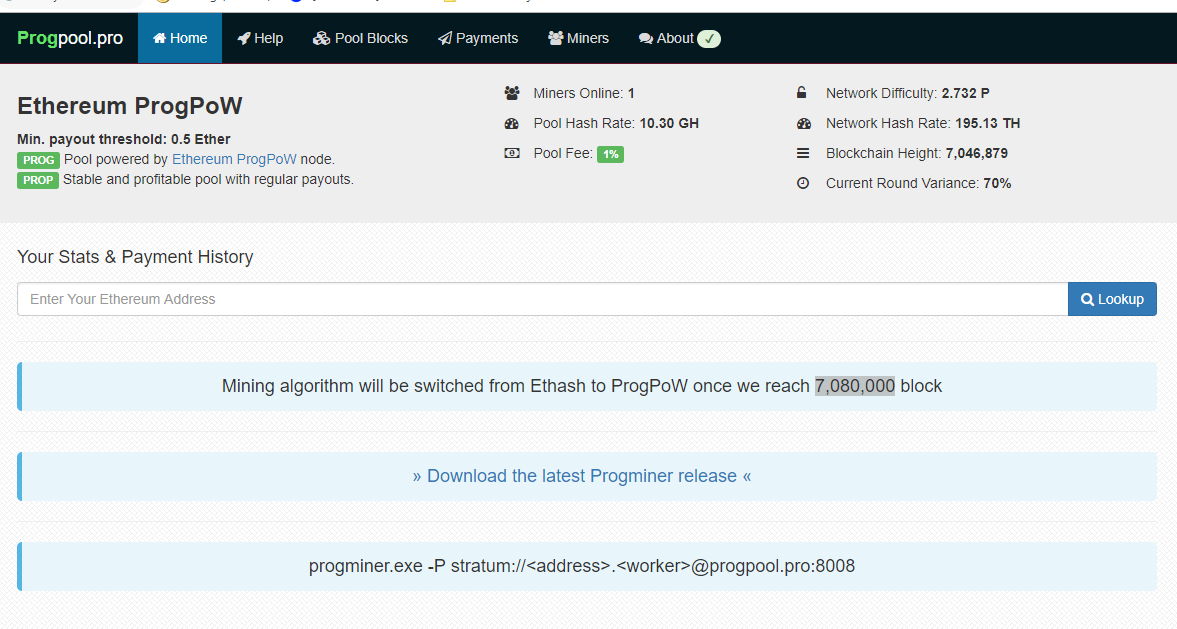 Progpool.pro Home Help Pool Blocks Payments Miners About
Ethereum ProgPoW
Min. payout threshold: 0.5 Ether
PROG Pool powered by Ethereum ProgPoW node.
PROP Stable and profitable pool with regular payouts.
Miners Online: 1
Pool Hash Rate: 10.30 GH
Pool Fee: 1%
Network Difficulty: 2.732 P
Network Hash Rate: 195.13 TH
Blockchain Height: 7,046,879
Current Round Variance: 70%
Your Stats & Payment History
Enter Your Ethereum Address Lookup
Mining algorithm will be switched from Ethash to ProgPoW once we reach 7,080,000 block
» Download the latest Progminer release «
progminer.exe -P stratum://<address>.<worker>@progpool.pro:8008